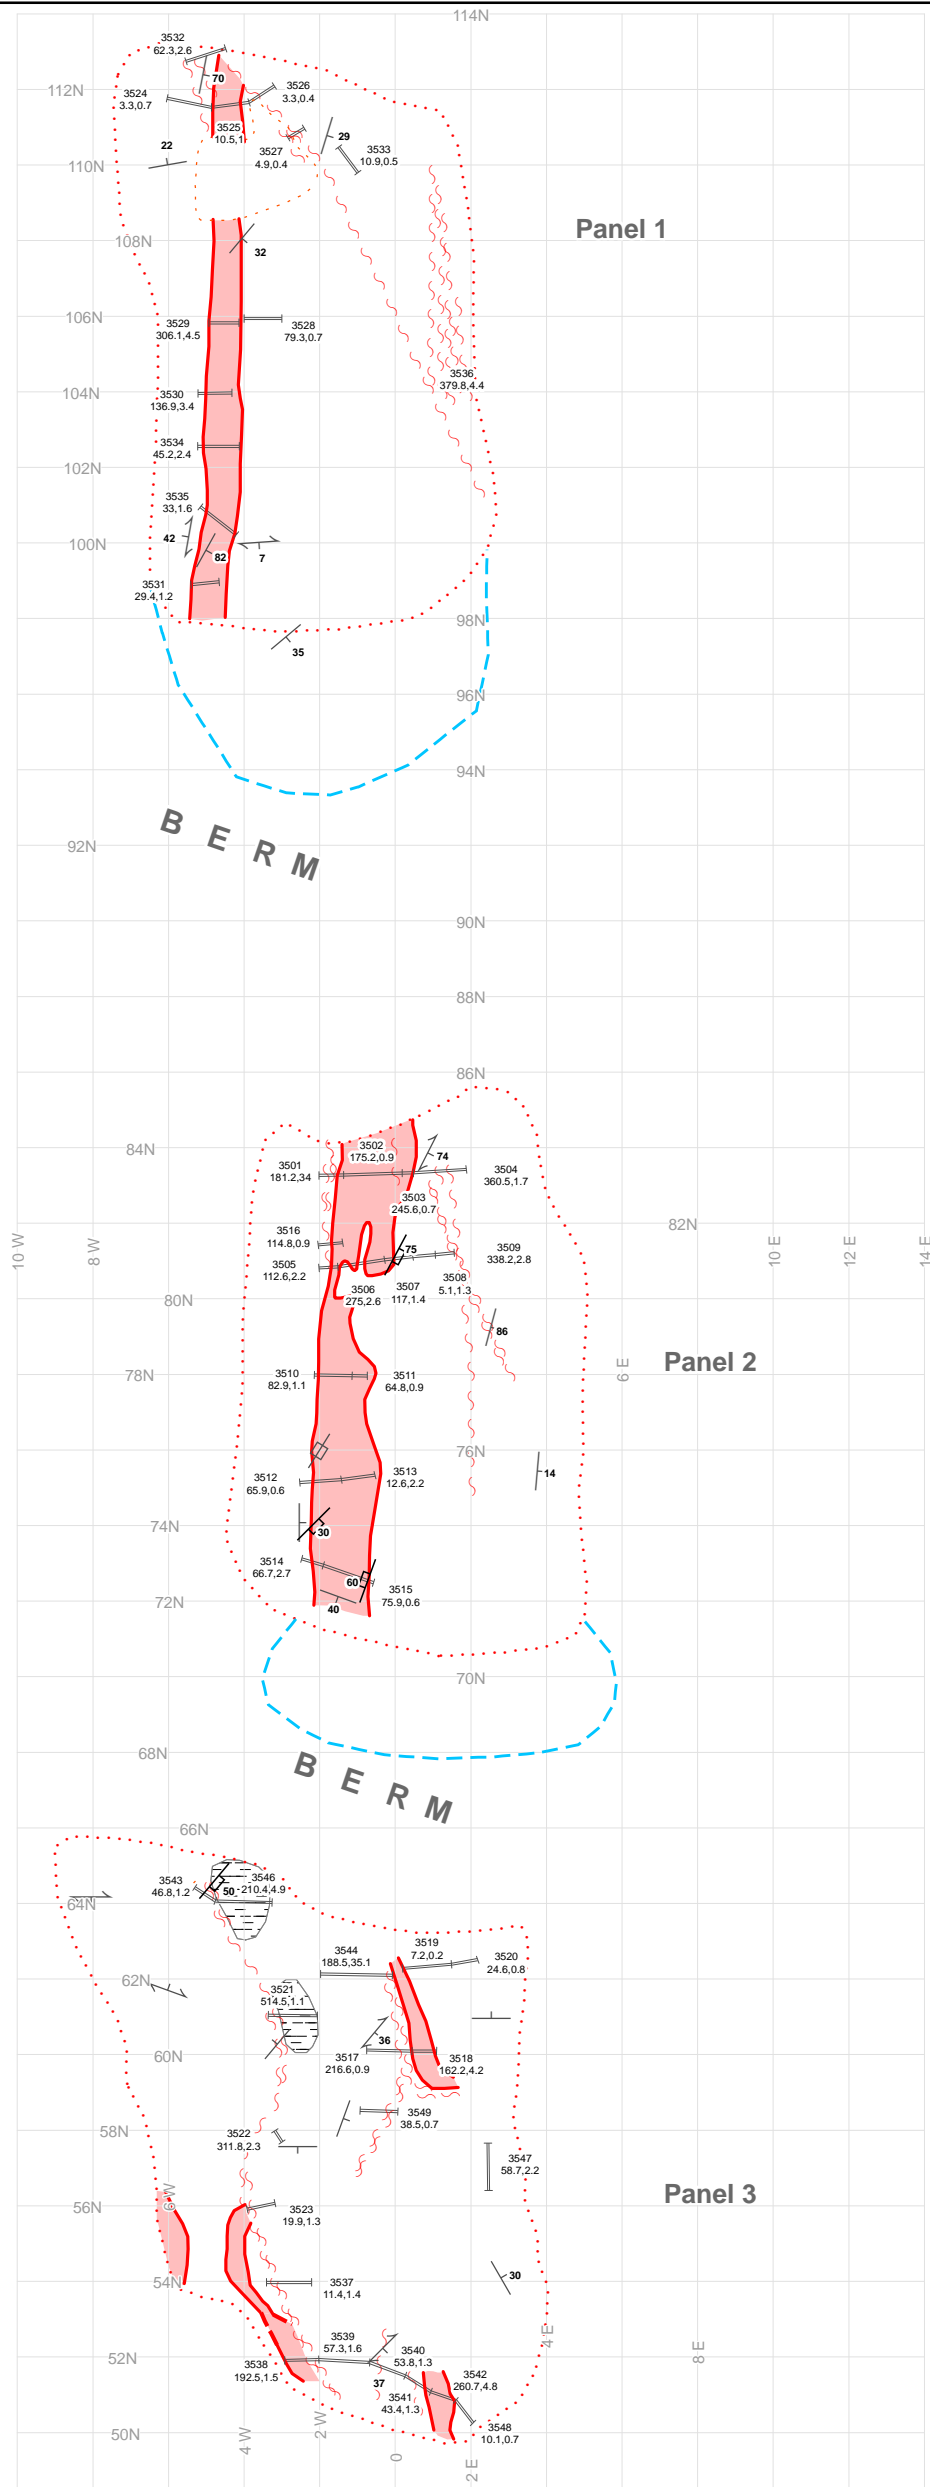 114N
3532
62.3,2.6
70
112N
3524
3.3,0.7
3526
3.3,0.4
3525
10.5,1
22
3527
4.9,0.4
29
3533
10.9,0.5
110N
Panel 1
108N
32
106N
3529
306.1,4.5
3528
79.3,0.7
3536
379.8,4.4
104N
3530
136.9,3.4
3534
45.2,2.4
102N
3535
33,1.6
42
100N
82
7
3531
29.4,1.2
98N
35
96N
94N
BERM
92N
90N
88N
86N
84N
3502
175.2,0.9
74
3501
181.2,34
3504
360.5,1.7
3503
245.6,0.7
82N
3516
114.8,0.9
75
3509
338.2,2.8
3505
112.6,2.2
3508
5.1,1.3
3506
275,2.6
3507
117,1.4
10 W
8 W
10 E
12 E
14 E
80N
86
Panel 2
78N
3510
82.9,1.1
3511
64.8,0.9
6 E
76N
3512
65.9,0.6
3513
12.6,2.2
14
74N
30
3514
66.7,2.7
60
3515
75.9,0.6
72N
40
70N
68N
BERM
66N
3543
46.8,1.2
50
3546
210.4,4.9
64N
3519
7.2,0.2
3544
188.5,35.1
3520
24.6,0.8
62N
3521
514.5,1.1
36
60N
3517
216.6,0.9
3518
162.2,4.2
3549
38.5,0.7
58N
3522
311.8,2.3
3547
58.7,2.2
Panel 3
6 W
56N
3523
19.9,1.3
30
54N
3537
11.4,1.4
4 E
8 E
3539
57.3,1.6
3540
53.8,1.3
52N
3538
192.5,1.5
37
3542
260.7,4.8
3541
43.4,1.3
3548
10.1,0.7
50N
4 W
2 W
0
2 E